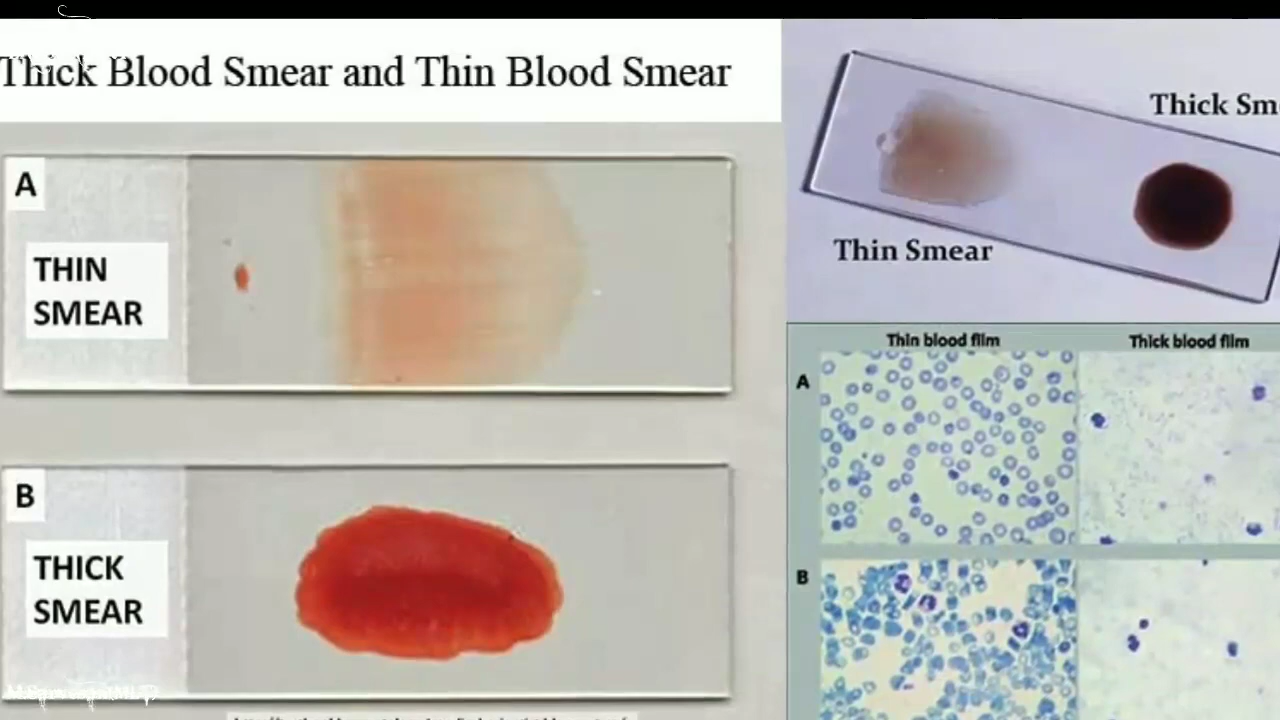 Thick Blood Smear and Thin Blood Smear
A
THIN
SMEAR
B
THICK
SMEAR
Thick Sm
Thin Smear
Thin blood film
Thick blood film
A
B